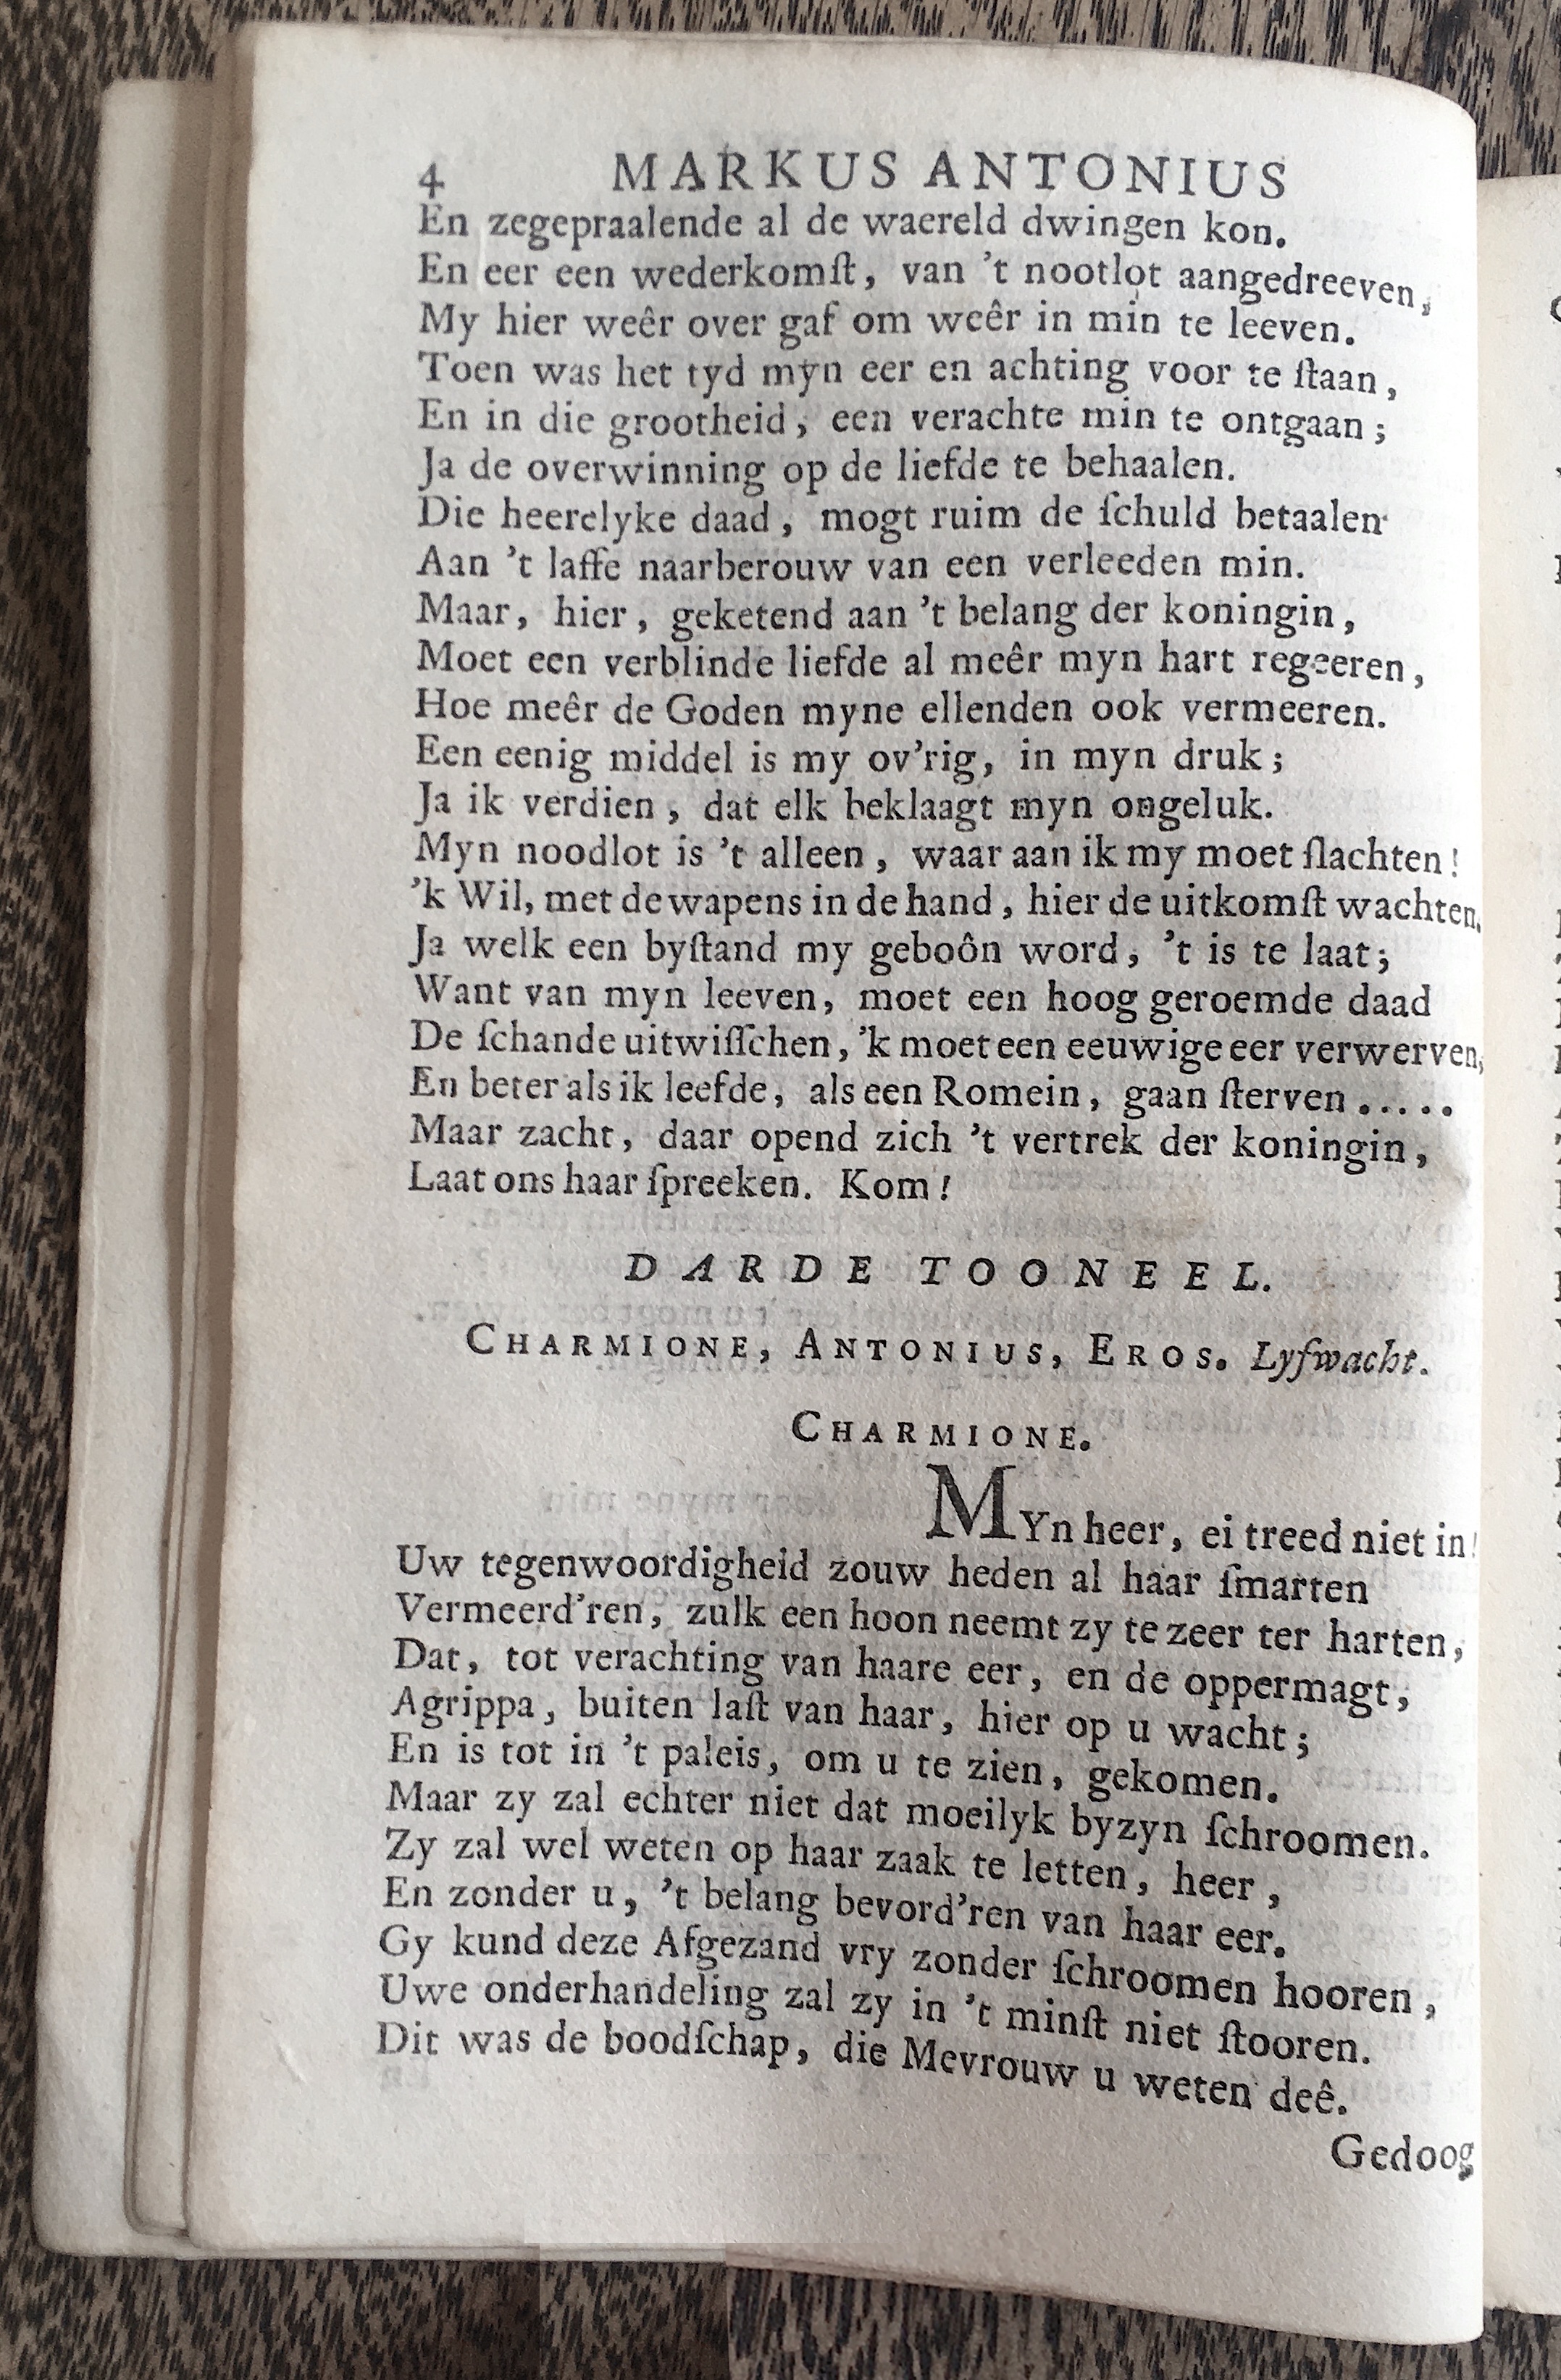 4 MARKUS ANTONIUS
En zegepraalende al de waereld dwingen kon.
En eer een wederkomſt, van 't nootlot aangedreeven,
My hier weêr over gaf om weêr in min te leeven.
Toen was het tyd myn eer en achting voor te ſtaan,
En in die grootheid, een verachte min te ontgaan;
Ja de overwinning op de liefde te behaalen.
Die heerelyke daad, mogt ruim de ſchuld betaalen
Aan 't laffe naarberouw van een verleeden min.
Maar, hier, geketend aan 't belang der koningin,
Moet een verblinde liefde al meêr myn hart regeeren,
Hoe meêr de Goden myne ellenden ook vermeeren.
Een eenig middel is my ov'rig, in myn druk;
Ja ik verdien, dat elk beklaagt myn ongeluk.
Myn noodlot is 't alleen, waar aan ik my moet ſlachten!
'k Wil, met de wapens in de hand, hier de uitkomſt wachten.
Ja welk een byſtand my geboôn word, 't is te laat;
Want van myn leeven, moet een hoog geroemde daad
De ſchande uitwiſſchen, 'k moet een eeuwige eer verwerven,
En beter als ik leefde, als een Romein, gaan ſterven .....
Maar zacht, daar opend zich 't vertrek der koningin,
Laat ons haar ſpreeken. Kom!
DARDE TOONEEL.
CHARMIONE, ANTONIUS, EROS. Lyfwacht.
CHARMIONE.
MYn heer, ei treed niet in!
Uw tegenwoordigheid zouw heden al haar ſmarten
Vermeerd'ren, zulk een hoon neemt zy te zeer ter harten,
Dat, tot verachting van haare eer, en de oppermagt,
Agrippa, buiten laſt van haar, hier op u wacht;
En is tot in 't paleis, om u te zien, gekomen.
Maar zy zal echter niet dat moeilyk byzyn ſchroomen.
Zy zal wel weten op haar zaak te letten, heer,
En zonder u, 't belang bevord'ren van haar eer.
Gy kund deze Afgezand vry zonder ſchroomen hooren,
Uwe onderhandeling zal zy in 't minſt niet ſtooren.
Dit was de boodſchap, die Mevrouw u weten deê.
Gedoog